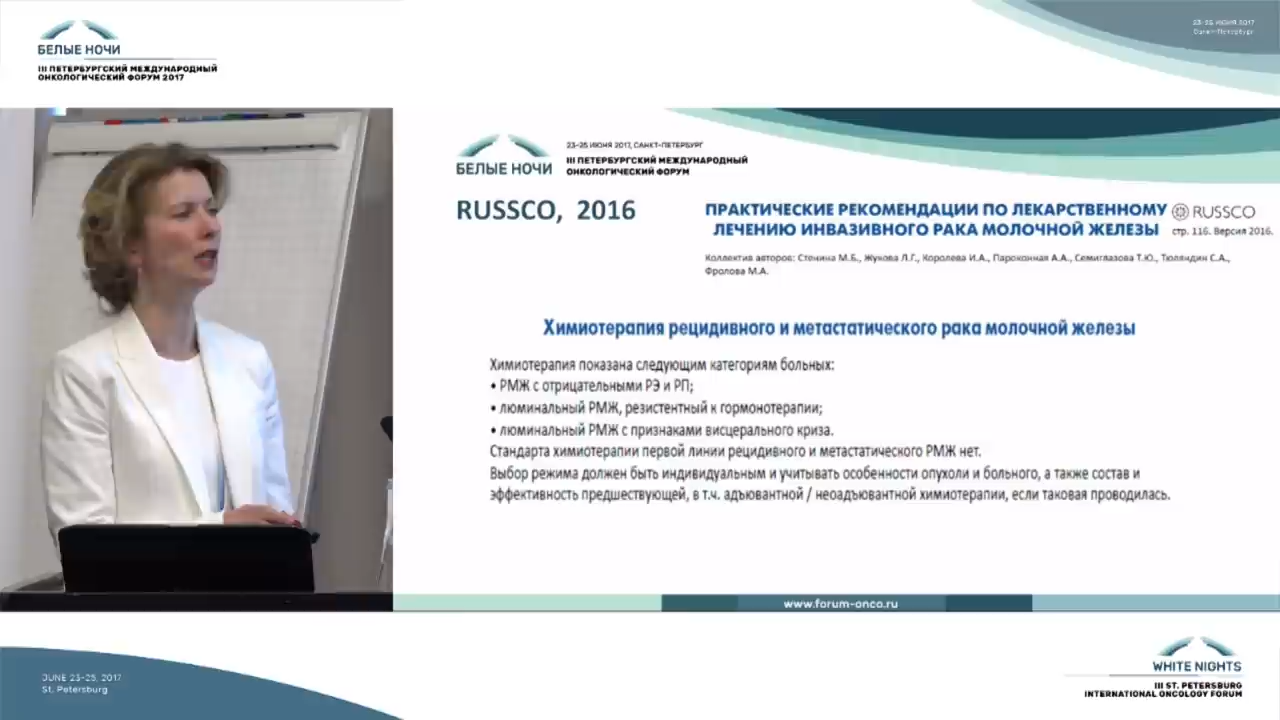 БЕЛЫЕ НОЧИ
III ПЕТЕРБУРГСКИЙ МЕЖДУНАРОДНЫЙ
ОНКОЛОГИЧЕСКИЙ ФОРУМ 2017
23-25 ИЮНЯ 2017
Санкт-Петербург
БЕЛЫЕ НОЧИ
23-25 ИЮНЯ 2017, САНКТ-ПЕТЕРБУРГ
III ПЕТЕРБУРГСКИЙ МЕЖДУНАРОДНЫЙ
ОНКОЛОГИЧЕСКИЙ ФОРУМ
RUSSCO, 2016
ПРАКТИЧЕСКИЕ РЕКОМЕНДАЦИИ ПО ЛЕКАРСТВЕННОМУ
ЛЕЧЕНИЮ ИНВАЗИВНОГО РАКА МОЛОЧНОЙ ЖЕЛЕЗЫ
RUSSCO
стр. 116. Версия 2016.
Коллектив авторов: Стенина М.Б., Жукова Л.Г., Королева И.А., Пароконная А.А., Семиглазова Т.Ю., Тюляндин С.А.,
Фролова М.А.
Химиотерапия рецидивного и метастатического рака молочной железы
Химиотерапия показана следующим категориям больных:
• РМЖ с отрицательными РЭ и РП;
• люминальный РМЖ, резистентный к гормонотерапии;
• люминальный РМЖ с признаками висцерального криза.
Стандарта химиотерапии первой линии рецидивного и метастатического РМЖ нет.
Выбор режима должен быть индивидуальным и учитывать особенности опухоли и больного, а также состав и
эффективность предшествующей, в т.ч. адъювантной / неоадъювантной химиотерапии, если таковая проводилась.
www.forum-onco.ru
JUNE 23-25, 2017
St. Petersburg
WHITE NIGHTS
III ST. PETERSBURG
INTERNATIONAL ONCOLOGY FORUM